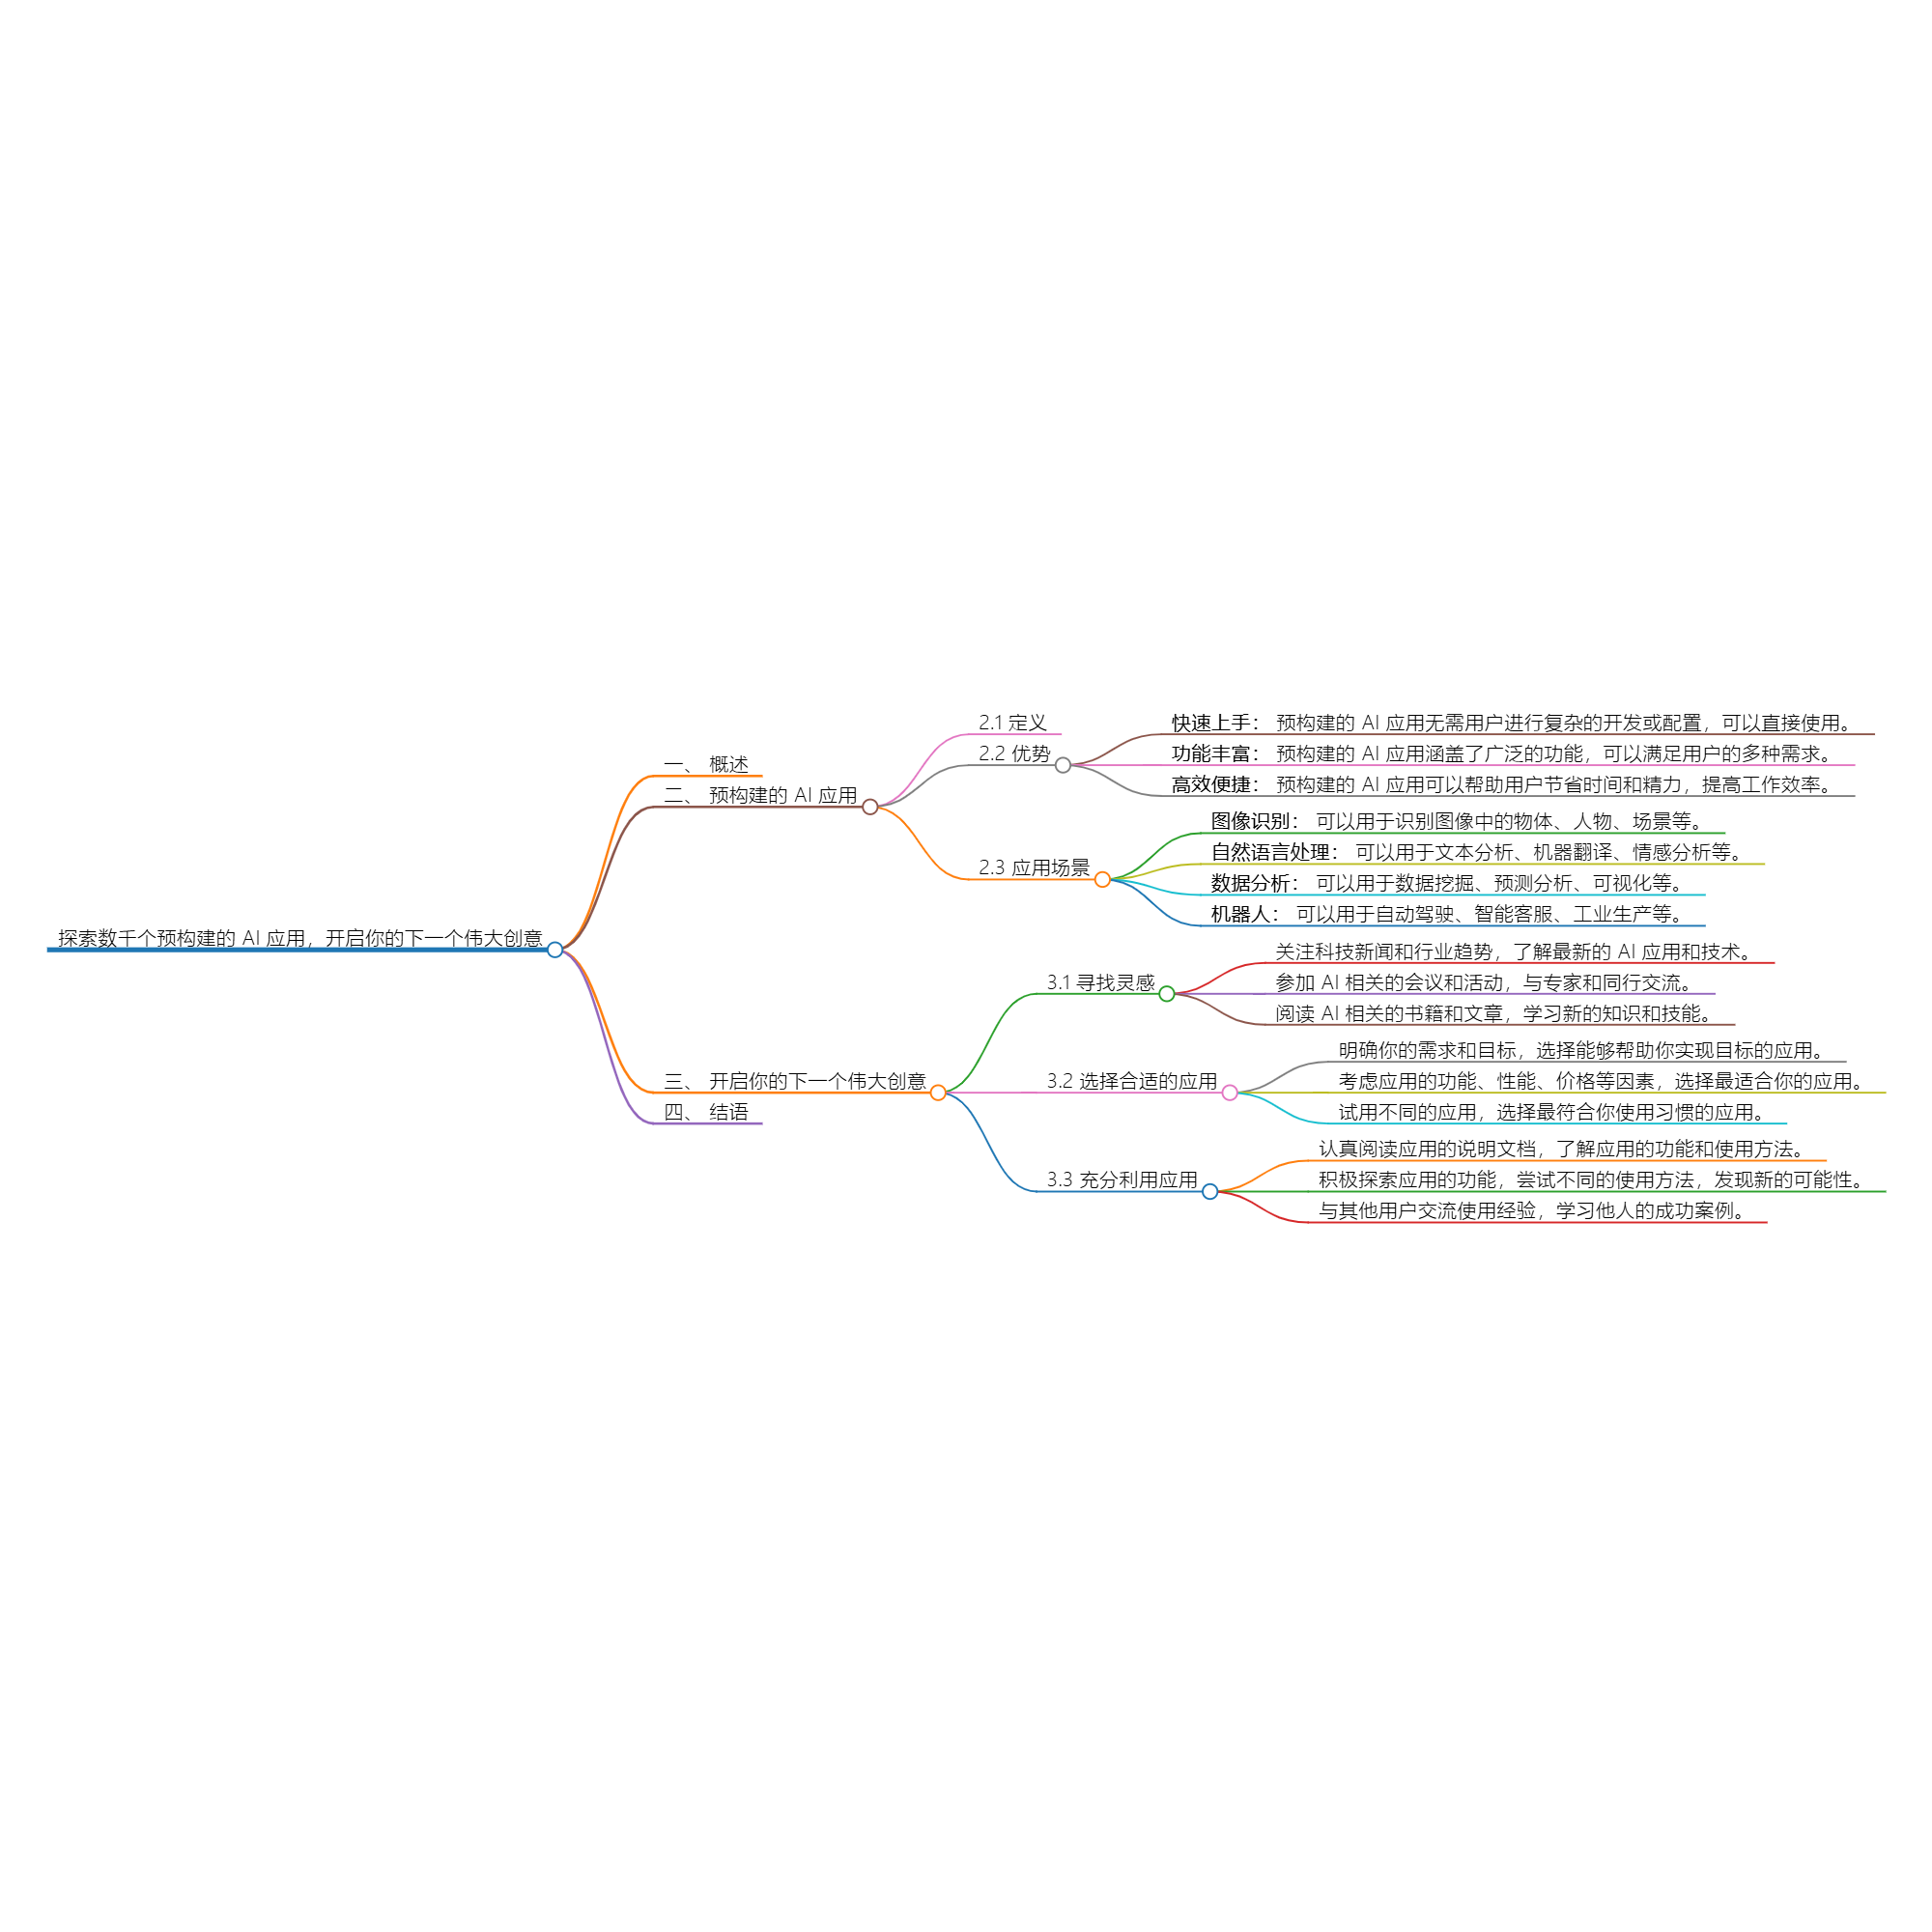 探索数千个预构建的 AI 应用，开启你的下一个伟大创意
一、 概述
二、 预构建的 AI 应用
2.1 定义
2.2 优势
快速上手： 预构建的 AI 应用无需用户进行复杂的开发或配置，可以直接使用。
功能丰富： 预构建的 AI 应用涵盖了广泛的功能，可以满足用户的多种需求。
高效便捷： 预构建的 AI 应用可以帮助用户节省时间和精力，提高工作效率。
2.3 应用场景
图像识别： 可以用于识别图像中的物体、人物、场景等。
自然语言处理： 可以用于文本分析、机器翻译、情感分析等。
数据分析： 可以用于数据挖掘、预测分析、可视化等。
机器人： 可以用于自动驾驶、智能客服、工业生产等。
三、 开启你的下一个伟大创意
3.1 寻找灵感
关注科技新闻和行业趋势，了解最新的 AI 应用和技术。
参加 AI 相关的会议和活动，与专家和同行交流。
阅读 AI 相关的书籍和文章，学习新的知识和技能。
3.2 选择合适的应用
明确你的需求和目标，选择能够帮助你实现目标的应用。
考虑应用的功能、性能、价格等因素，选择最适合你的应用。
试用不同的应用，选择最符合你使用习惯的应用。
3.3 充分利用应用
认真阅读应用的说明文档，了解应用的功能和使用方法。
积极探索应用的功能，尝试不同的使用方法，发现新的可能性。
与其他用户交流使用经验，学习他人的成功案例。
四、 结语